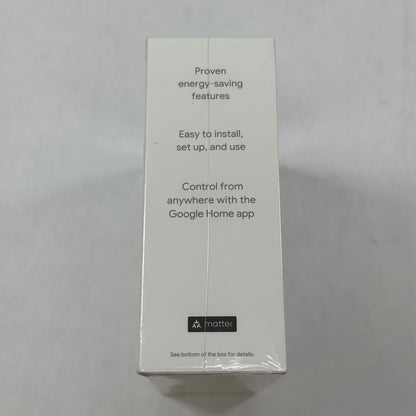 Proven
energy-saving
features
Easy to install,
set up, and use
Control from
anywhere with the
Google Home app
matter
See bottom of the box for details.